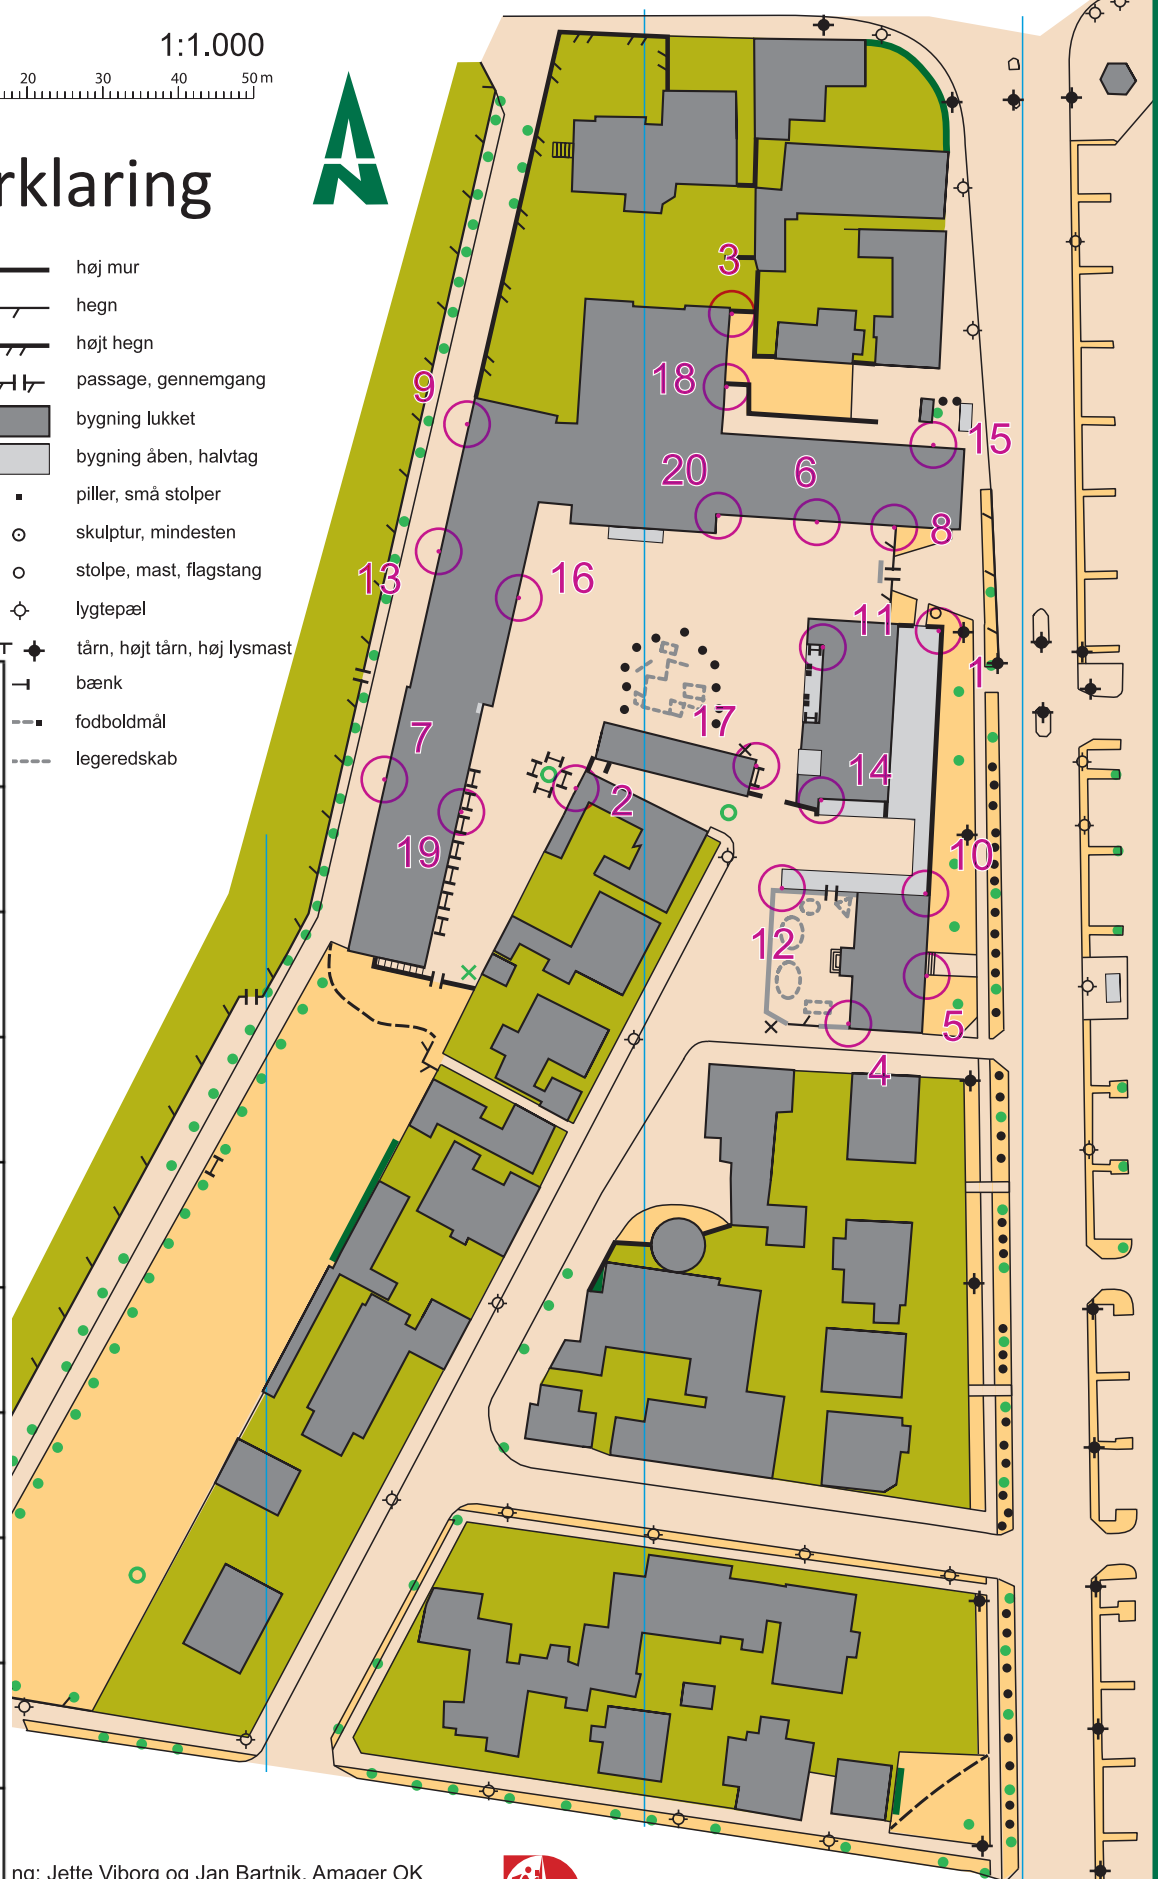 1:1.000
20 30 40 50 m
rklaring
høj mur
hegn
højt hegn
passage, gennemgang
bygning lukket
bygning åben, halvtag
piller, små stolper
skulptur, mindesten
stolpe, mast, flagstang
lygtepæl
tårn, højt tårn, høj lysmast
bænk
fodboldmål
legeredskab
3
9
18
15
20
6
8
13
16
11
1
7
17
2
14
19
10
12
5
4
ng: Jette Viborg og Jan Bartnik, Amager OK